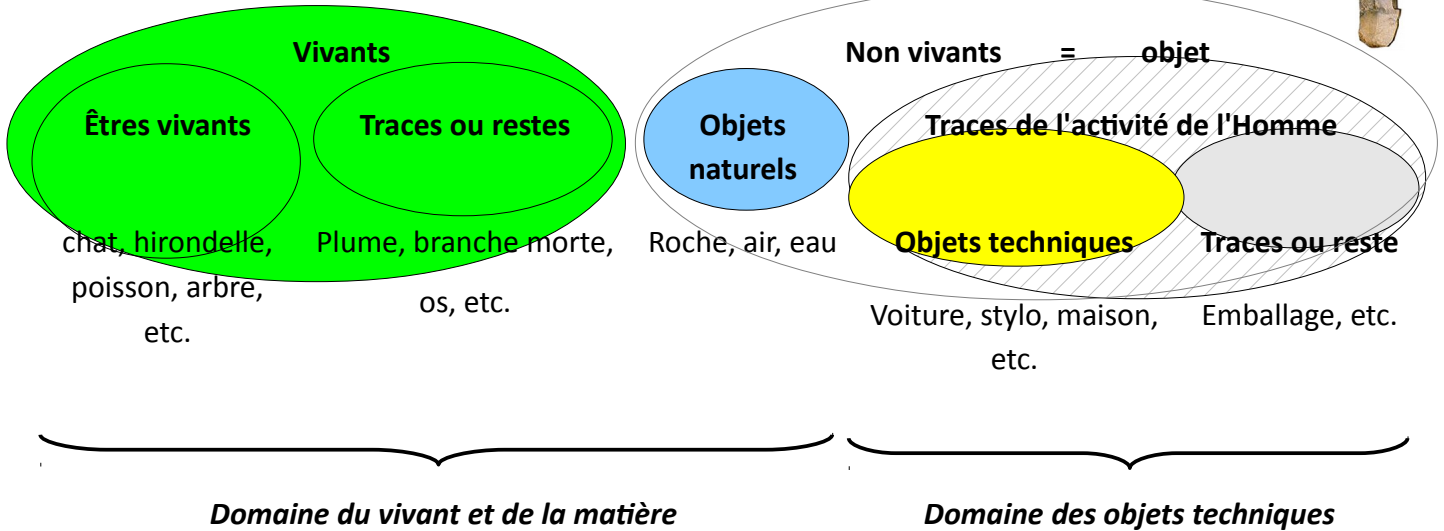 Vivants
Non vivants = objet
Êtres vivants
Traces ou restes
Objets
naturels
Traces de l'activité de l'Homme
chat, hirondelle,
poisson, arbre,
etc.
Plume, branche morte,
os, etc.
Roche, air, eau
Objets techniques
Traces ou reste
Voiture, stylo, maison,
etc.
Emballage, etc.
Domaine du vivant et de la matière
Domaine des objets techniques